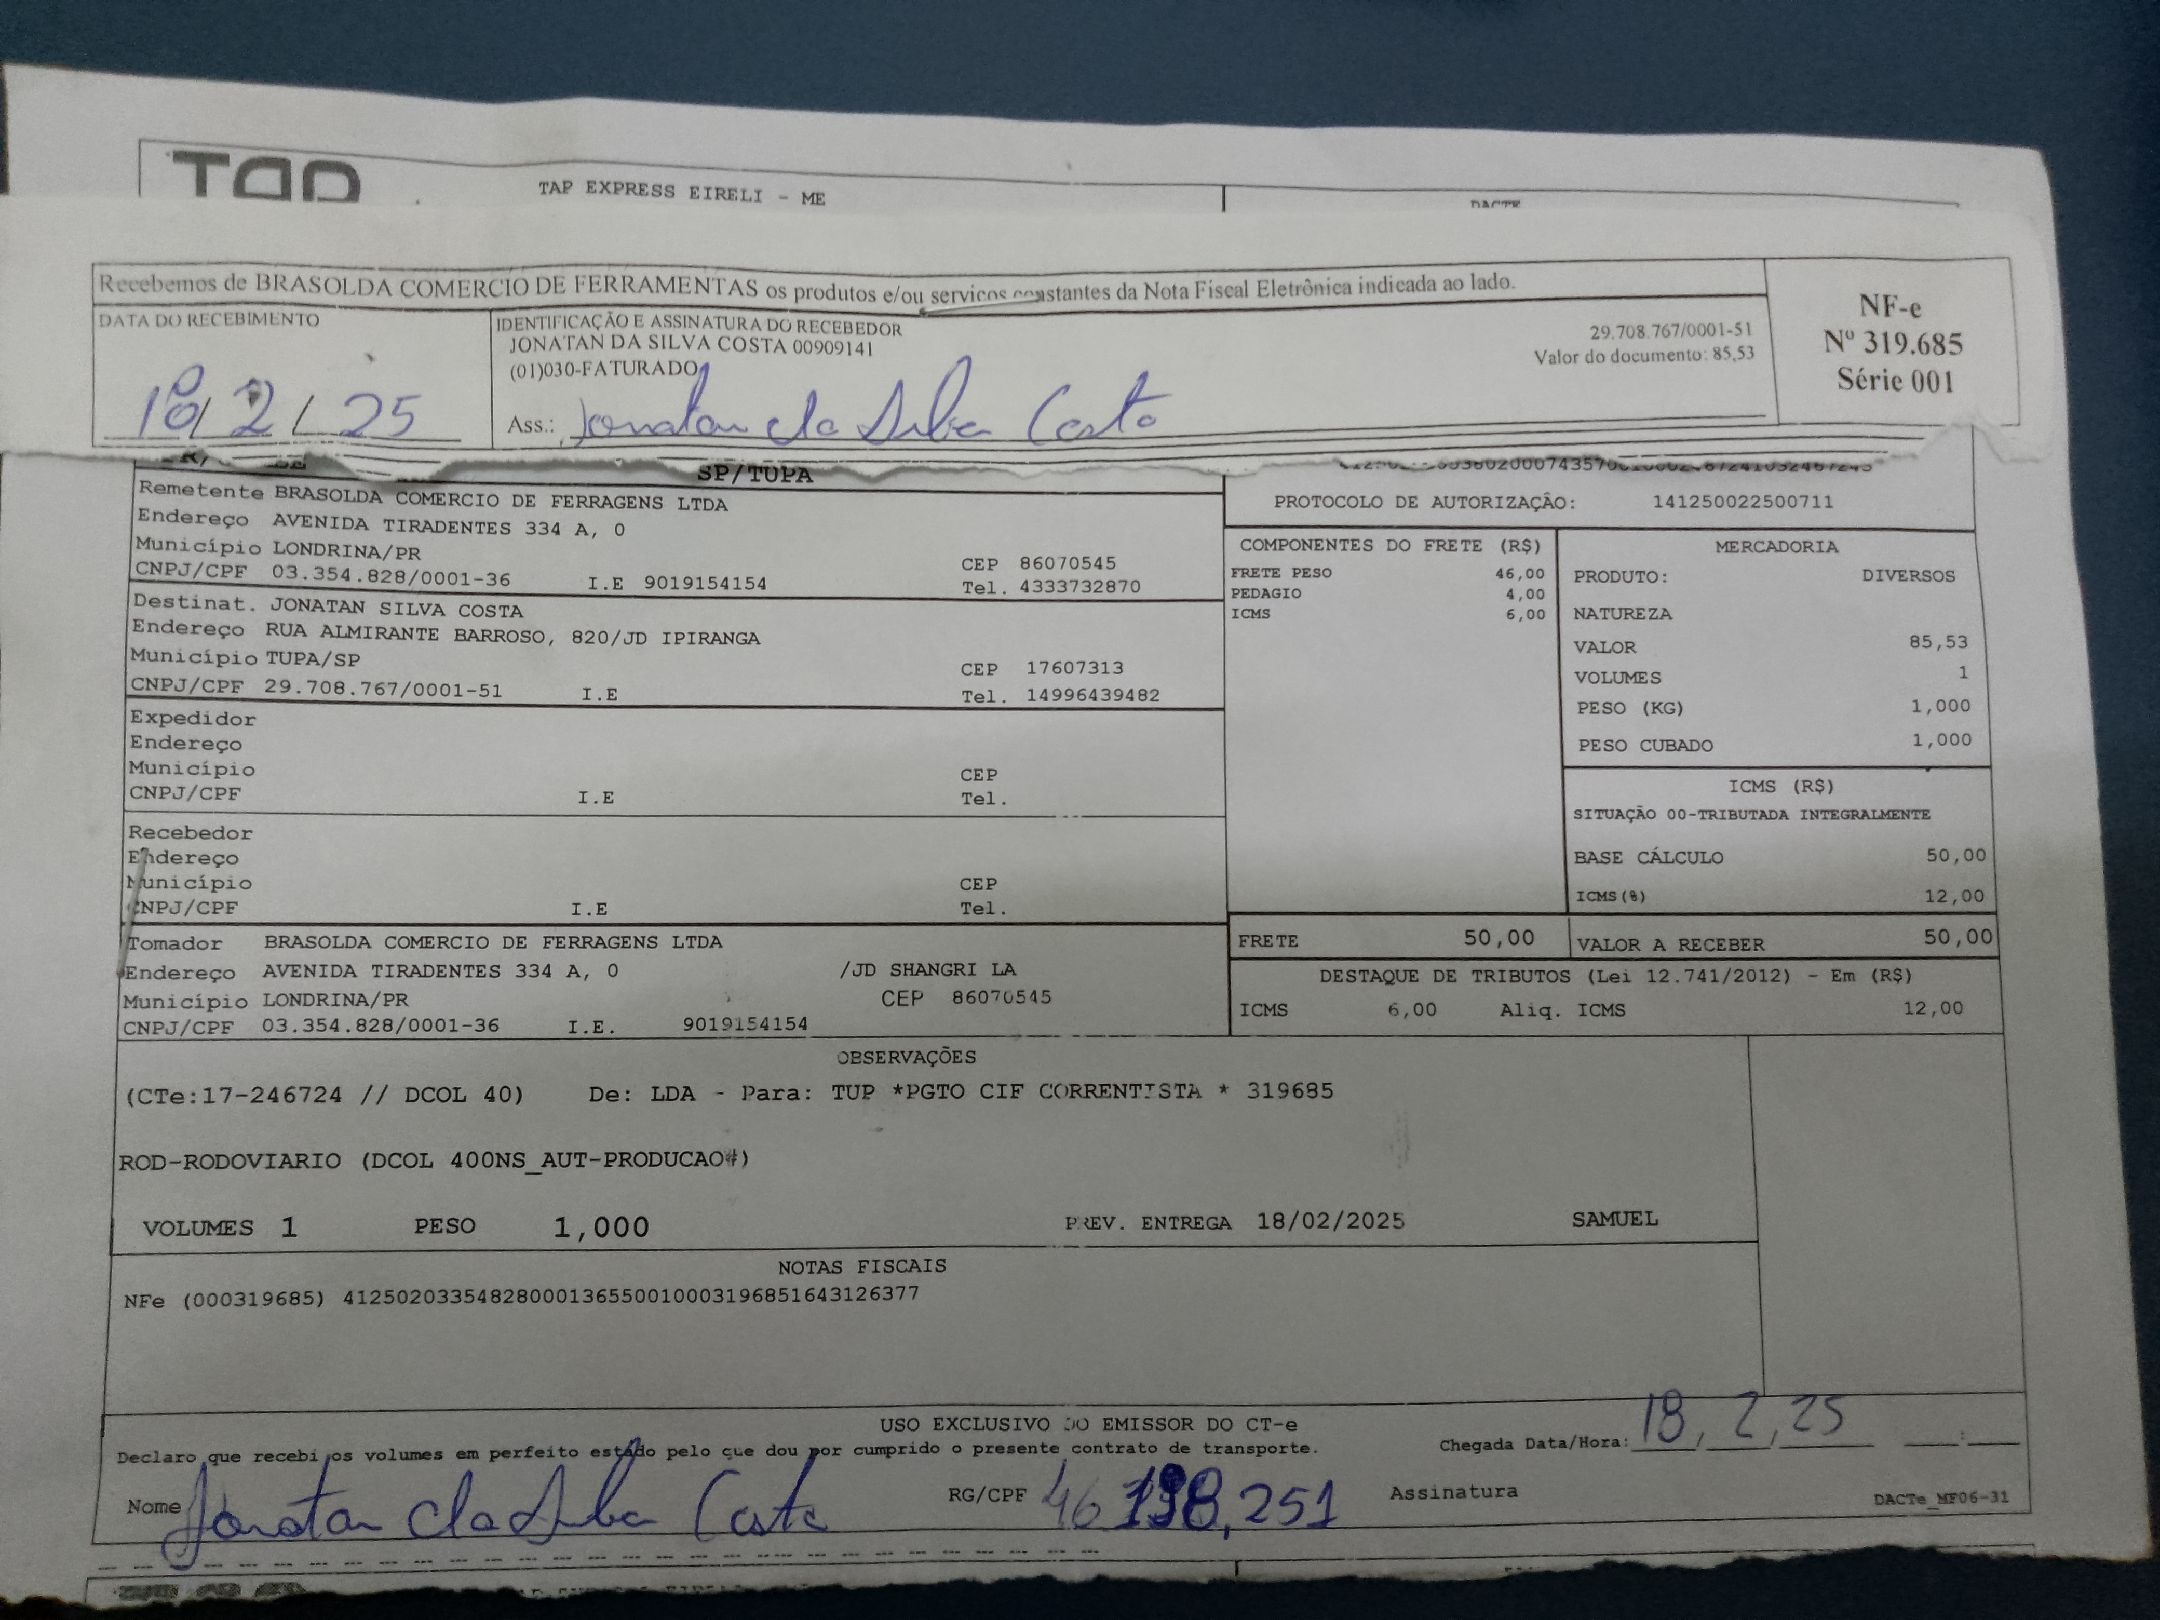 TAP
TAP EXPRESS EIRELI - ME
DACTE
Recebemos de BRASOLDA COMERCIO DE FERRAMENTAS os produtos e/ou serviços constantes da Nota Fiscal Eletrônica indicada ao lado.
DATA DO RECEBIMENTO
18/2/25
IDENTIFICAÇÃO E ASSINATURA DO RECEBEDOR
JONATAN DA SILVA COSTA 00909141
(01)030-FATURADO
Ass.: Jonatan da Silva Costa
29.708.767/0001-51
Valor do documento: 85,53
NF-e
Nº 319.685
Série 001
SP/TUPA
Remetente BRASOLDA COMERCIO DE FERRAGENS LTDA
Endereço AVENIDA TIRADENTES 334 A, 0
Município LONDRINA/PR CEP 86070545
CNPJ/CPF 03.354.828/0001-36 I.E 9019154154 Tel. 4333732870
Destinat. JONATAN SILVA COSTA
Endereço RUA ALMIRANTE BARROSO, 820/JD IPIRANGA
Município TUPA/SP CEP 17607313
CNPJ/CPF 29.708.767/0001-51 I.E Tel. 14996439482
Expedidor
Endereço
Município CEP
CNPJ/CPF I.E Tel.
Recebedor
Endereço
Município CEP
CNPJ/CPF I.E Tel.
Tomador BRASOLDA COMERCIO DE FERRAGENS LTDA
Endereço AVENIDA TIRADENTES 334 A, 0 /JD SHANGRI LA
Município LONDRINA/PR CEP 86070545
CNPJ/CPF 03.354.828/0001-36 I.E. 9019154154
PROTOCOLO DE AUTORIZAÇÃO: 141250022500711
COMPONENTES DO FRETE (R$)
FRETE PESO 46,00
PEDAGIO 4,00
ICMS 6,00
MERCADORIA
PRODUTO: DIVERSOS
NATUREZA
VALOR 85,53
VOLUMES 1
PESO (KG) 1,000
PESO CUBADO 1,000
ICMS (R$)
SITUAÇÃO 00-TRIBUTADA INTEGRALMENTE
BASE CÁLCULO 50,00
ICMS(%) 12,00
FRETE 50,00
VALOR A RECEBER 50,00
DESTAQUE DE TRIBUTOS (Lei 12.741/2012) - Em (R$)
ICMS 6,00 Aliq. ICMS 12,00
OBSERVAÇÕES
(CTe:17-246724 // DCOL 40) De: LDA - Para: TUP *PGTO CIF CORRENTISTA * 319685
ROD-RODOVIARIO (DCOL 400NS_AUT-PRODUCAO#)
VOLUMES 1 PESO 1,000 PREV. ENTREGA 18/02/2025 SAMUEL
NOTAS FISCAIS
NFe (000319685) 41250203354828000136550010003196851643126377
USO EXCLUSIVO DO EMISSOR DO CT-e
Declaro que recebi os volumes em perfeito estado pelo que dou por cumprido o presente contrato de transporte.
Chegada Data/Hora: 18, 2, 25 :
Nome Jonatan da Silva Costa RG/CPF 46 198,251 Assinatura
DACTe_MF06-31